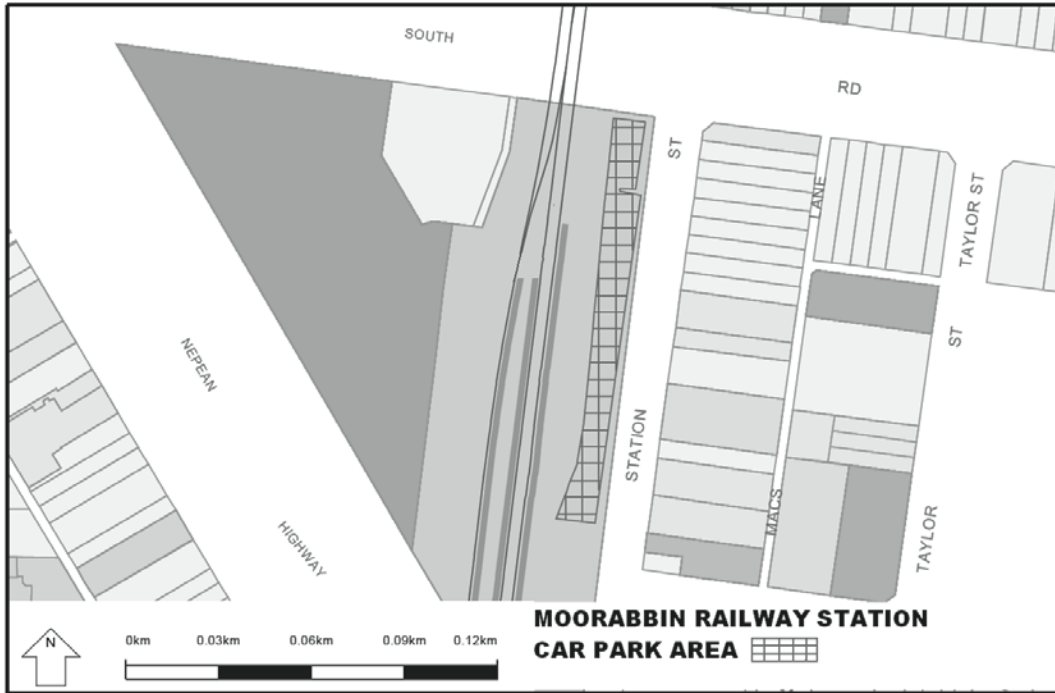 SOUTH
RD
ST
LANE
TAYLOR ST
NEPEAN
ST
STATION
MACS
HIGHWAY
TAYLOR
N
0km 0.03km 0.06km 0.09km 0.12km
MOORABBIN RAILWAY STATION
CAR PARK AREA